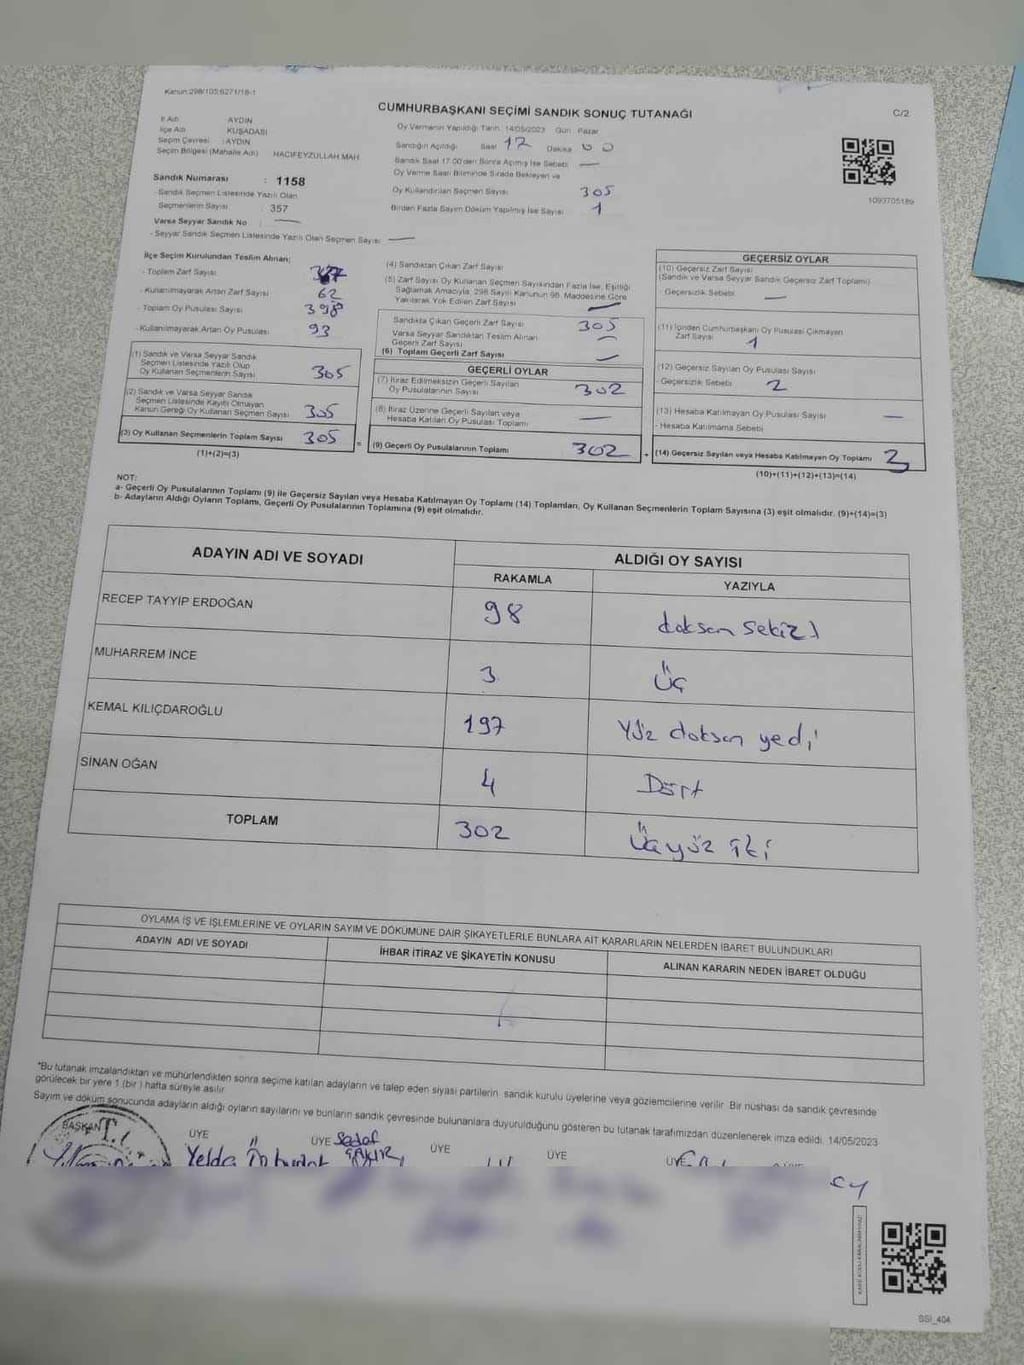 Kanun:298/105;6271/18-1
CUMHURBAŞKANI SEÇİMİ SANDIK SONUÇ TUTANAĞI
C/2
İl Adı AYDIN
İlçe Adı KUŞADASI
Seçim Çevresi : AYDIN
Seçim Bölgesi (Mahalle Adı) HACIFEYZULLAH MAH.
Sandık Numarası : 1158
Sandık Seçmen Listesinde Yazılı Olan
Seçmenlerin Sayısı : 357
Varsa Seyyar Sandık No —
- Seyyar Sandık Seçmen Listesinde Yazılı Olan Seçmen Sayısı —
Oy Vermenin Yapıldığı Tarih 14/05/2023 Gün Pazar
Sandığın Açıldığı Saat 17 Dakika 00
Sandık Saat 17:00'den Sonra Açılmış İse Sebebi —
Oy Verme Saati Bitiminde Sırada Bekleyen ve
Oy Kullandırılan Seçmen Sayısı 305
Birden Fazla Sayım Döküm Yapılmış İse Sayısı 1
1093705189
İlçe Seçim Kurulundan Teslim Alınan;
- Toplam Zarf Sayısı
- Kullanılmayarak Artan Zarf Sayısı 62
- Toplam Oy Pusulası Sayısı 398
- Kullanılmayarak Artan Oy Pusulası 93
(1) Sandık ve Varsa Seyyar Sandık
Seçmen Listesinde Yazılı Olup
Oy Kullanan Seçmenlerin Sayısı 305
(2) Sandık ve Varsa Seyyar Sandık
Seçmen Listesinde Kayıtlı Olmayan
Kanun Gereği Oy Kullanan Seçmen Sayısı 305
(3) Oy Kullanan Seçmenlerin Toplam Sayısı 305
(1)+(2)=(3)
(4) Sandıktan Çıkan Zarf Sayısı
(5) Zarf Sayısı Oy Kullanan Seçmen Sayısından Fazla İse, Eşitliği
Sağlamak Amacıyla, 298 Sayılı Kanunun 98. Maddesine Göre
Yakılarak Yok Edilen Zarf Sayısı —
Sandıkta Çıkan Geçerli Zarf Sayısı 305
Varsa Seyyar Sandıktan Teslim Alınan
Geçerli Zarf Sayısı —
(6) Toplam Geçerli Zarf Sayısı —
GEÇERLİ OYLAR
(7) İtiraz Edilmeksizin Geçerli Sayılan
Oy Pusulalarının Sayısı 302
(8) İtiraz Üzerine Geçerli Sayılan veya
Hesaba Katılan Oy Pusulası Toplamı —
= (9) Geçerli Oy Pusulalarının Toplamı 302
GEÇERSİZ OYLAR
(10) Geçersiz Zarf Sayısı
(Sandık ve Varsa Seyyar Sandık Geçersiz Zarf Toplamı)
Geçersizlik Sebebi —
(11) İçinden Cumhurbaşkanı Oy Pusulası Çıkmayan
Zarf Sayısı 1
(12) Geçersiz Sayılan Oy Pusulası Sayısı
- Geçersizlik Sebebi 2
(13) Hesaba Katılmayan Oy Pusulası Sayısı —
- Hesaba Katılmama Sebebi
+ (14) Geçersiz Sayılan veya Hesaba Katılmayan Oy Toplamı 3
(10)+(11)+(12)+(13)=(14)
NOT:
a- Geçerli Oy Pusulalarının Toplamı (9) ile Geçersiz Sayılan veya Hesaba Katılmayan Oy Toplamı (14) Toplamları, Oy Kullanan Seçmenlerin Toplam Sayısına (3) eşit olmalıdır. (9)+(14)=(3)
b- Adayların Aldığı Oyların Toplamı, Geçerli Oy Pusulalarının Toplamına (9) eşit olmalıdır.
ADAYIN ADI VE SOYADI
ALDIĞI OY SAYISI
RAKAMLA YAZIYLA
RECEP TAYYİP ERDOĞAN 98 doksan sekiz
MUHARREM İNCE 3 Üç
KEMAL KILIÇDAROĞLU 197 Yüz doksan yedi
SİNAN OĞAN 4 Dört
TOPLAM 302 Üçyüz iki
OYLAMA İŞ VE İŞLEMLERİNE VE OYLARIN SAYIM VE DÖKÜMÜNE DAİR ŞİKAYETLERLE BUNLARA AİT KARARLARIN NELERDEN İBARET BULUNDUKLARI
ADAYIN ADI VE SOYADI İHBAR İTİRAZ VE ŞİKAYETİN KONUSU ALINAN KARARIN NEDEN İBARET OLDUĞU
*Bu tutanak imzalandıktan ve mühürlendikten sonra seçime katılan adayların ve talep eden siyasi partilerin, sandık kurulu üyelerine veya gözlemcilerine verilir. Bir nüshası da sandık çevresinde
görülecek bir yere 1 (bir) hafta süreyle asılır.
Sayım ve döküm sonucunda adayların aldığı oyların sayılarını ve bunların sandık çevresinde bulunanlara duyurulduğunu gösteren bu tutanak tarafımızdan düzenlenerek imza edildi. 14/05/2023
BAŞKAN ÜYE ÜYE ÜYE ÜYE ÜYE ÜYE
T.
Yelda
Sedaf
SSI_404